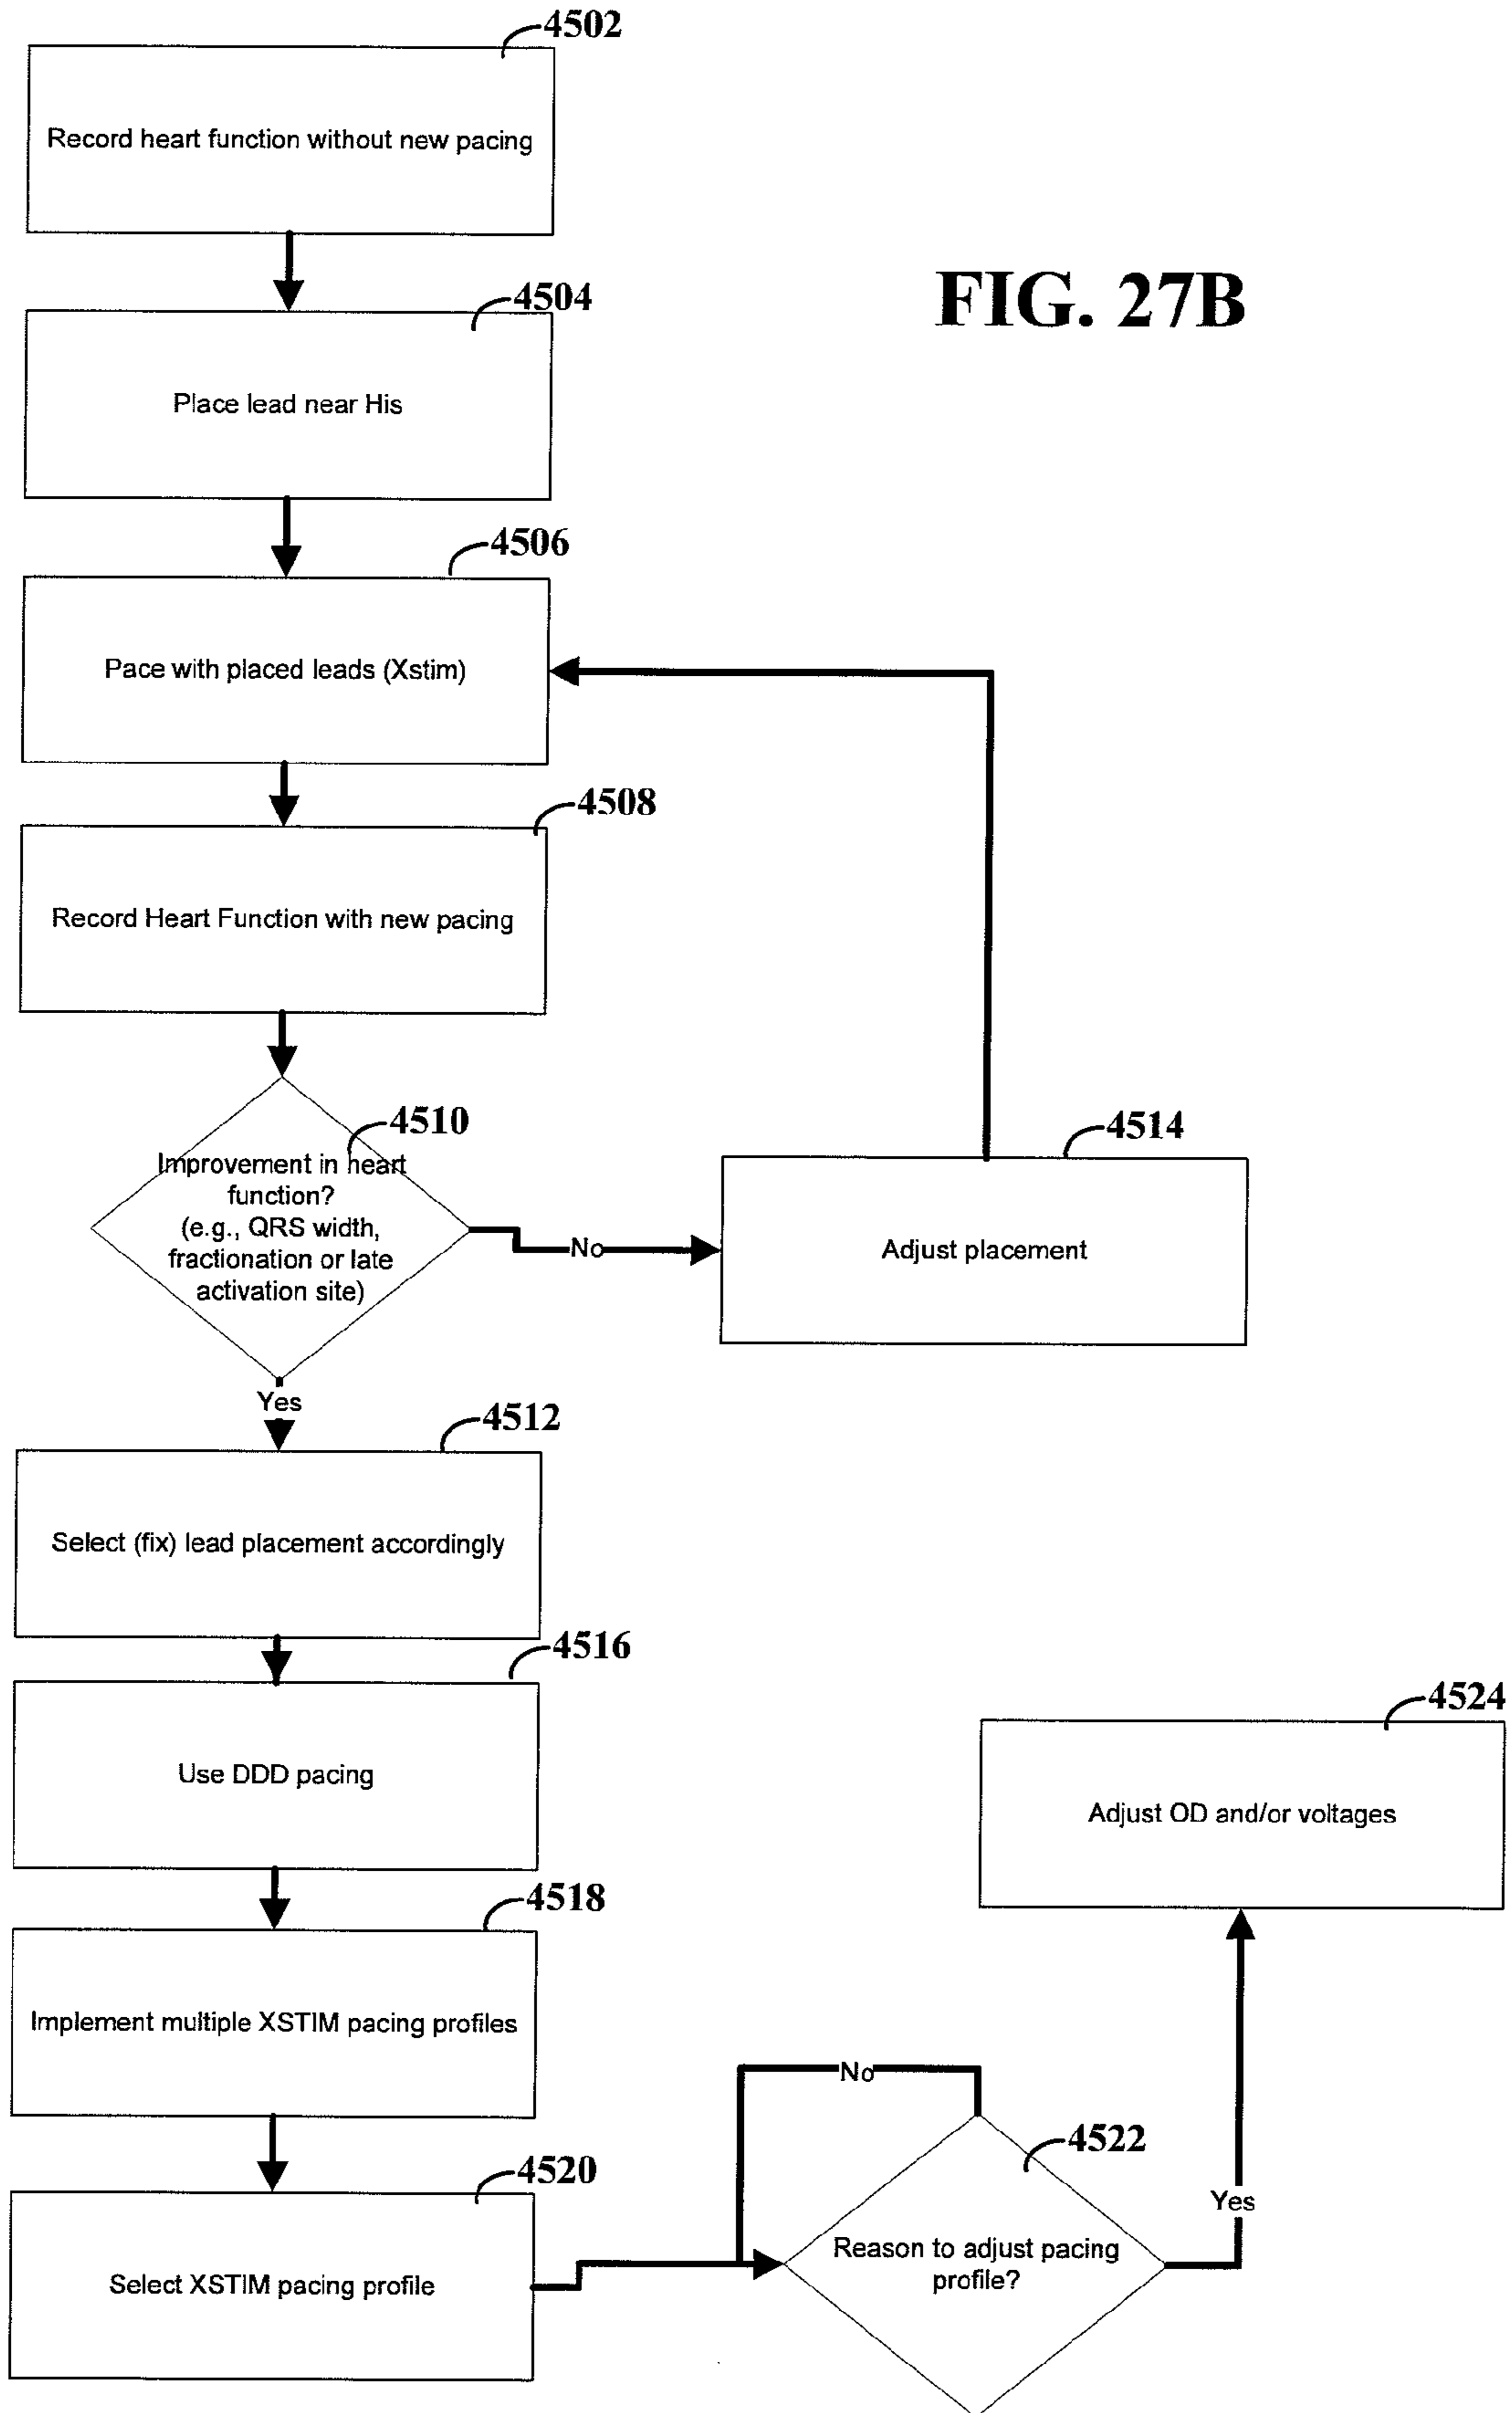 4502
Record heart function without new pacing
FIG. 27B
4504
Place lead near His
4506
Pace with placed leads (Xstim)
4508
Record Heart Function with new pacing
4510
Improvement in heart
function?
(e.g., QRS width,
fractionation or late
activation site)
No
4514
Adjust placement
Yes
4512
Select (fix) lead placement accordingly
4516
Use DDD pacing
4518
Implement multiple XSTIM pacing profiles
4520
Select XSTIM pacing profile
No
4522
Reason to adjust pacing
profile?
Yes
4524
Adjust OD and/or voltages